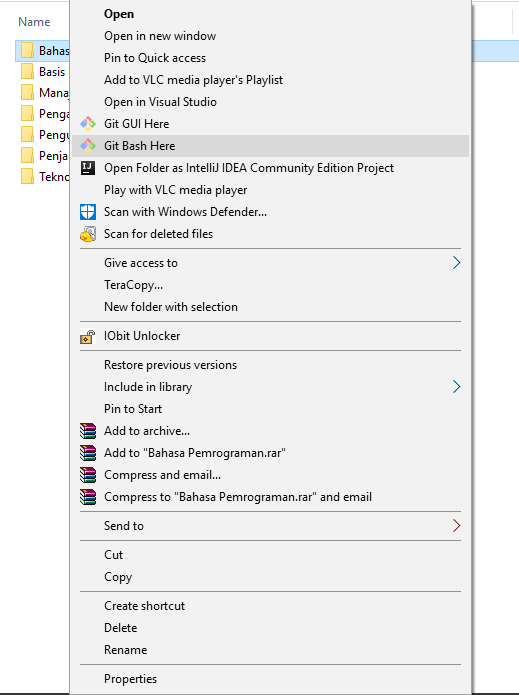 Name
Bahas
Basis
Mana
Penga
Pengu
Penja
Tekno
Open
Open in new window
Pin to Quick access
Add to VLC media player's Playlist
Open in Visual Studio
Git GUI Here
Git Bash Here
Open Folder as IntelliJ IDEA Community Edition Project
Play with VLC media player
Scan with Windows Defender...
Scan for deleted files
Give access to
TeraCopy...
New folder with selection
IObit Unlocker
Restore previous versions
Include in library
Pin to Start
Add to archive...
Add to "Bahasa Pemrograman.rar"
Compress and email...
Compress to "Bahasa Pemrograman.rar" and email
Send to
Cut
Copy
Create shortcut
Delete
Rename
Properties